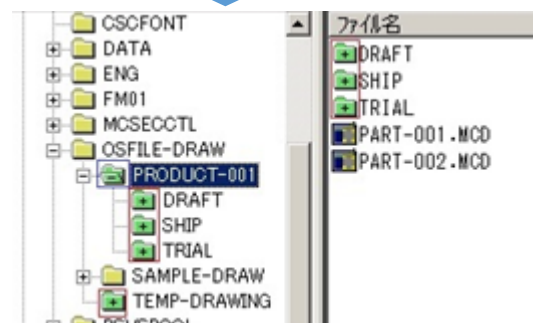 CSCFONT
DATA
ENG
FM01
MCSECCTL
OSFILE-DRAW
PRODUCT-001
DRAFT
SHIP
TRIAL
SAMPLE-DRAW
TEMP-DRAWING
ファイル名
DRAFT
SHIP
TRIAL
PART-001.MCD
PART-002.MCD